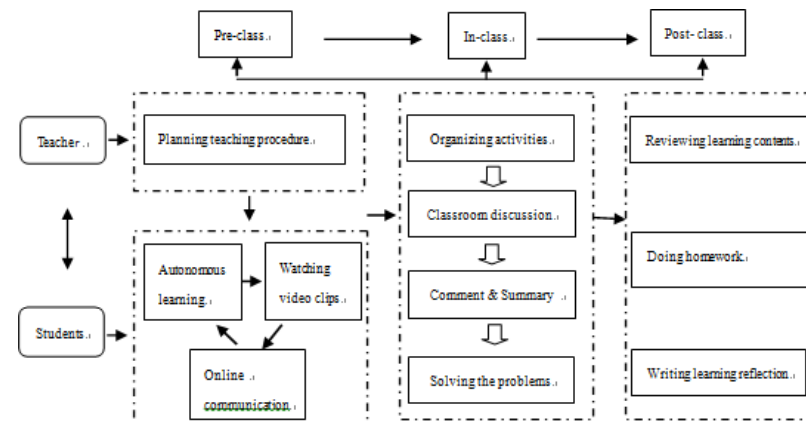 Pre-class.
In-class.
Post- class.
Teacher .
Planning teaching procedure.
Organizing activities.
Reviewing learning contents.
Classroom discussion.
Autonomous
learning.
Watching
video clips.
Doing homework.
Comment & Summary
Students.
Online .
communication.
Solving the problems.
Writing learning reflection.